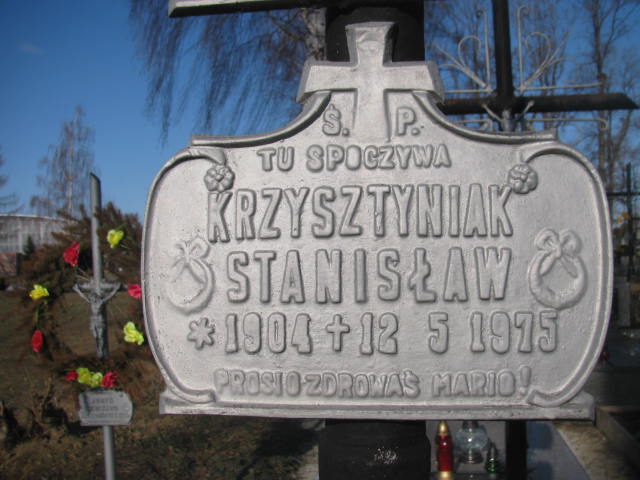 Ś. P.
TU SPOCZYWA
KRZYSZTYNIAK
STANISŁAW
* 1904 + 12 5 1975
PROSI O ZDROWAŚ MARIO!